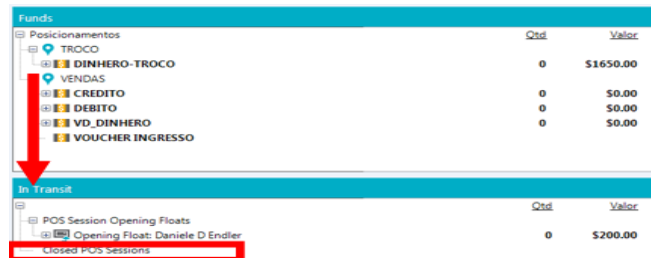 Funds
Posicionamentos Qtd Valor
TROCO
DINHERO-TROCO 0 $1650.00
VENDAS
CREDITO 0 $0.00
DEBITO 0 $0.00
VD_DINHERO 0 $0.00
VOUCHER INGRESSO
In Transit
Qtd Valor
POS Session Opening Floats
Opening Float: Daniele D Endler 0 $200.00
Closed POS Sessions